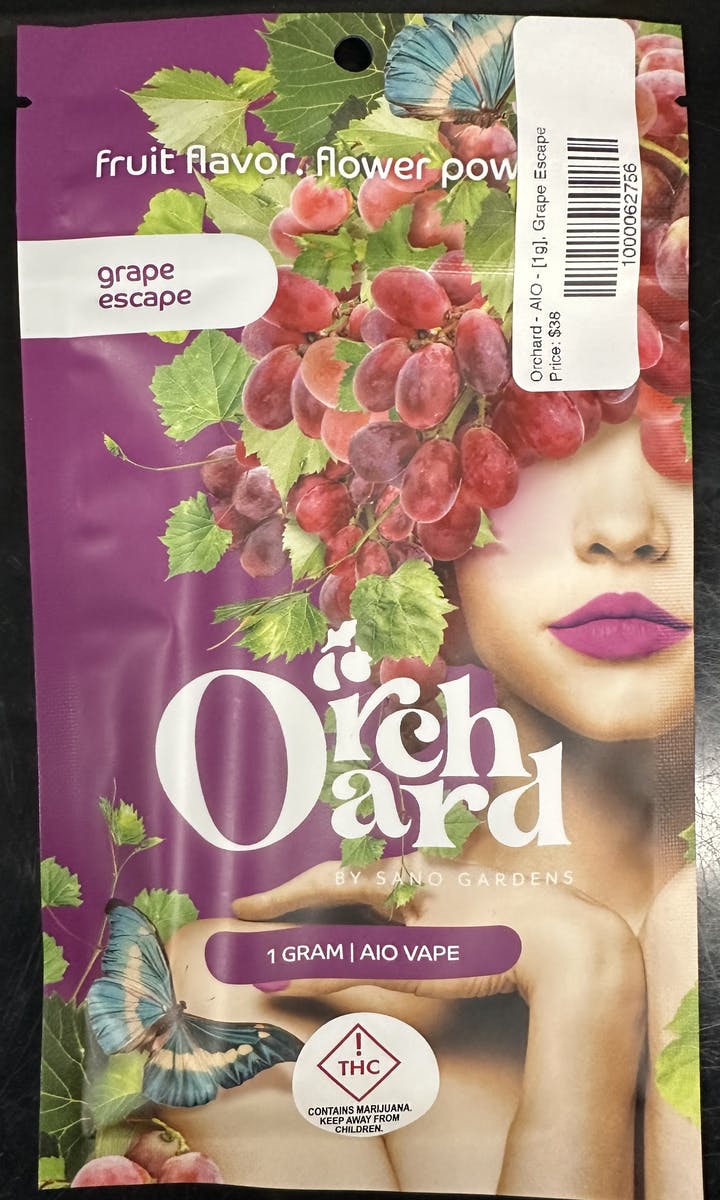 fruit flavor. flower pow
grape
escape
Orchard - AIO - [1g], Grape Escape
Price: $38
1000062756
Orchard
BY SANO GARDENS
1 GRAM | AIO VAPE
!
THC
CONTAINS MARIJUANA.
KEEP AWAY FROM
CHILDREN.